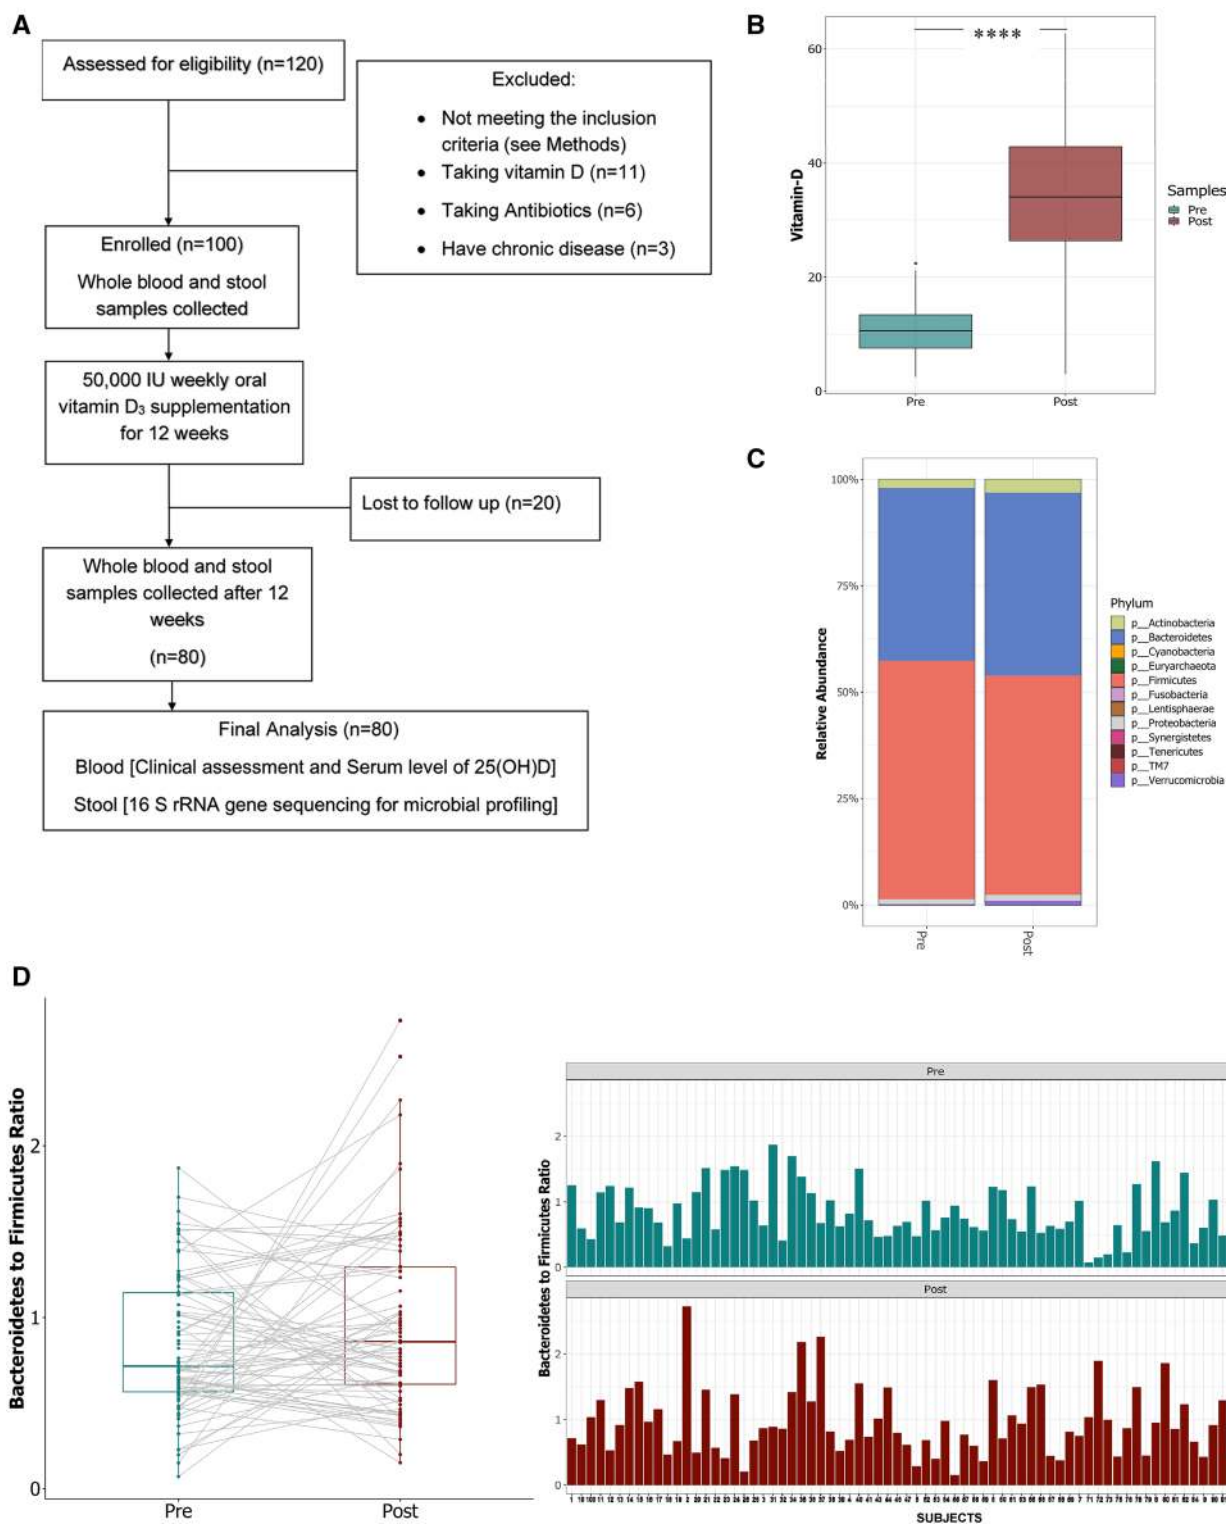 A
Assessed for eligibility (n=120)
Excluded:
• Not meeting the inclusion
criteria (see Methods)
• Taking vitamin D (n=11)
• Taking Antibiotics (n=6)
• Have chronic disease (n=3)
Enrolled (n=100)
Whole blood and stool
samples collected
50,000 IU weekly oral
vitamin D₃ supplementation
for 12 weeks
Lost to follow up (n=20)
Whole blood and stool
samples collected after 12
weeks
(n=80)
Final Analysis (n=80)
Blood [Clinical assessment and Serum level of 25(OH)D]
Stool [16 S rRNA gene sequencing for microbial profiling]
B
****
Vitamin-D
60
40
20
0
Pre
Post
Samples
Pre
Post
C
Relative Abundance
100%
75%
50%
25%
0%
Pre
Post
Phylum
p__Actinobacteria
p__Bacteroidetes
p__Cyanobacteria
p__Euryarchaeota
p__Firmicutes
p__Fusobacteria
p__Lentisphaerae
p__Proteobacteria
p__Synergistetes
p__Tenericutes
p__TM7
p__Verrucomicrobia
D
Bacteroidetes to Firmicutes Ratio
2
1
0
Pre
Post
Bacteroidetes to Firmicutes Ratio
Pre
2
1
0
Post
2
1
0
SUBJECTS